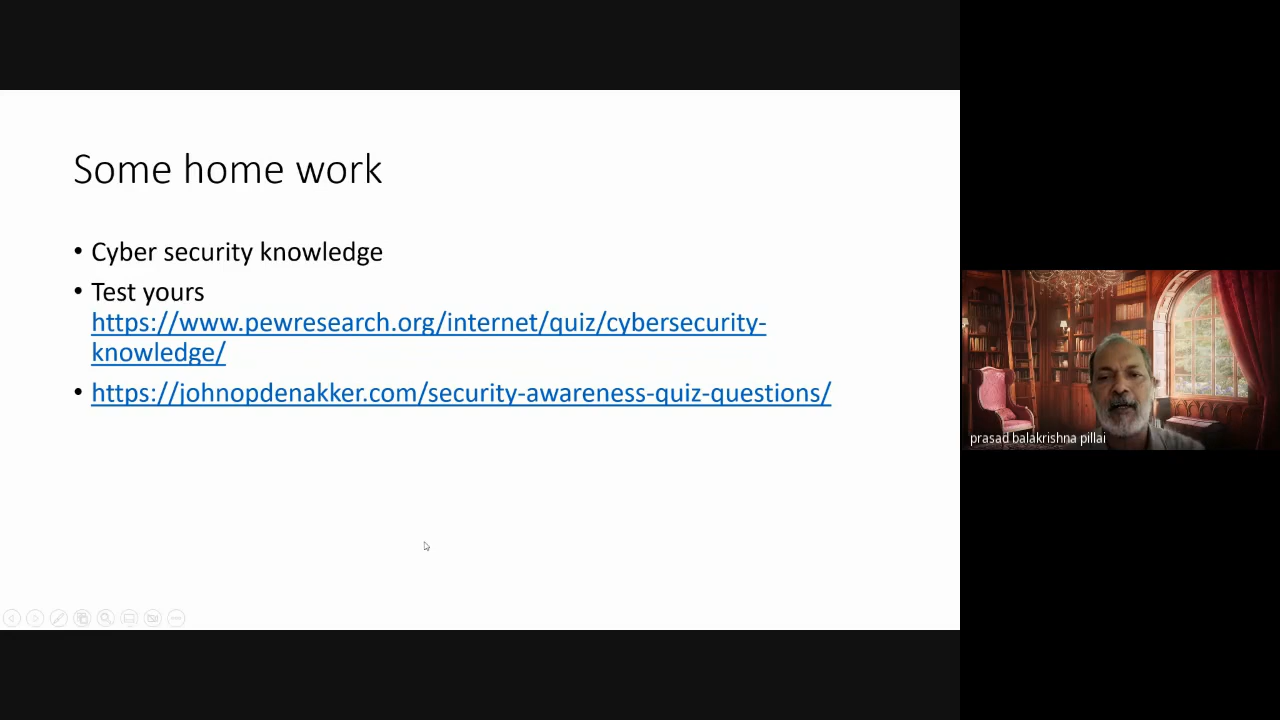 Some home work
• Cyber security knowledge
• Test yours
https://www.pewresearch.org/internet/quiz/cybersecurity-
knowledge/
• https://johnopdenakker.com/security-awareness-quiz-questions/
prasad balakrishna pillai